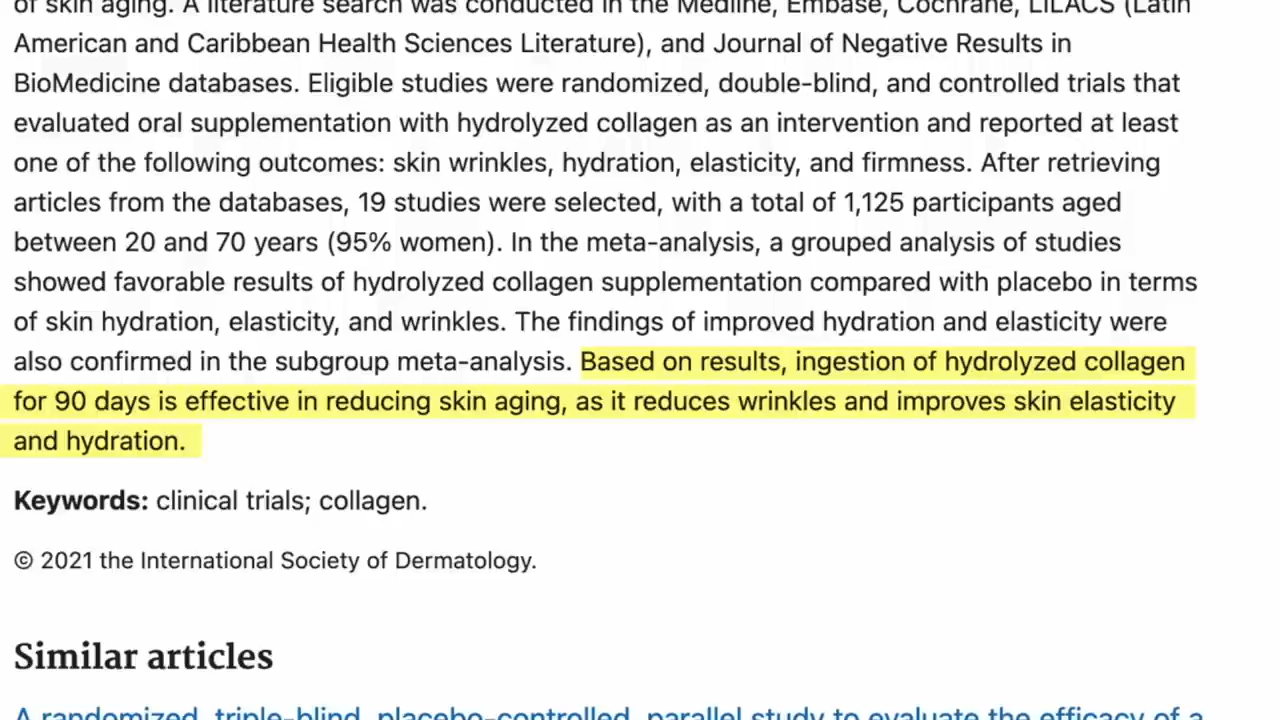 of skin aging. A literature search was conducted in the Medline, Embase, Cochrane, LILACS (Latin
American and Caribbean Health Sciences Literature), and Journal of Negative Results in
BioMedicine databases. Eligible studies were randomized, double-blind, and controlled trials that
evaluated oral supplementation with hydrolyzed collagen as an intervention and reported at least
one of the following outcomes: skin wrinkles, hydration, elasticity, and firmness. After retrieving
articles from the databases, 19 studies were selected, with a total of 1,125 participants aged
between 20 and 70 years (95% women). In the meta-analysis, a grouped analysis of studies
showed favorable results of hydrolyzed collagen supplementation compared with placebo in terms
of skin hydration, elasticity, and wrinkles. The findings of improved hydration and elasticity were
also confirmed in the subgroup meta-analysis. Based on results, ingestion of hydrolyzed collagen
for 90 days is effective in reducing skin aging, as it reduces wrinkles and improves skin elasticity
and hydration.
Keywords: clinical trials; collagen.
© 2021 the International Society of Dermatology.
Similar articles
A randomized, triple-blind, placebo-controlled, parallel study to evaluate the efficacy of a